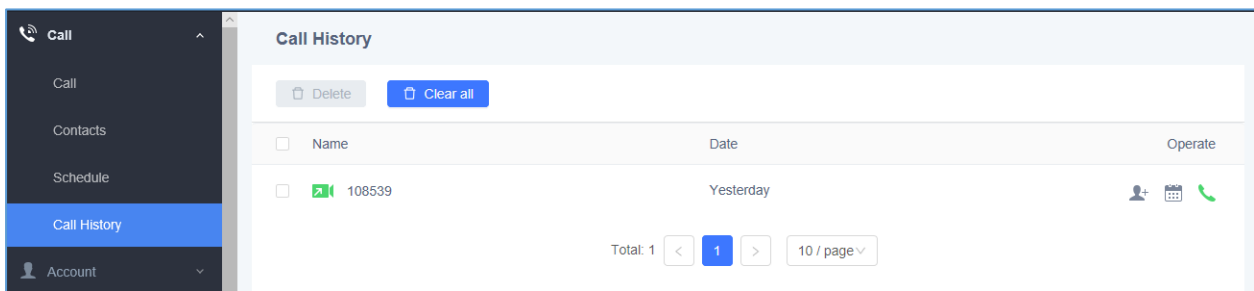 Call
Call
Contacts
Schedule
Call History
Account
Call History
Delete Clear all
Name Date Operate
108539 Yesterday
Total: 1 < 1 > 10 / page